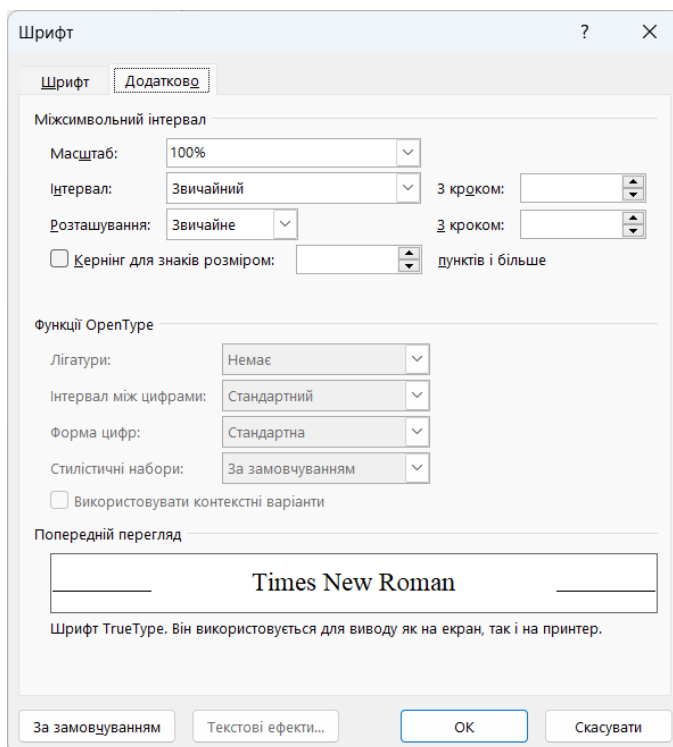 Шрифт ?
Шрифт Додатково
Міжсимвольний інтервал
Масштаб: 100%
Інтервал: Звичайний З кроком:
Розташування: Звичайне З кроком:
Кернінг для знаків розміром: пунктів і більше
Функції OpenType
Лігатури: Немає
Інтервал між цифрами: Стандартний
Форма цифр: Стандартна
Стилістичні набори: За замовчуванням
Використовувати контекстні варіанти
Попередній перегляд
Times New Roman
Шрифт TrueType. Він використовується для виводу як на екран, так і на принтер.
За замовчуванням Текстові ефекти... ОК Скасувати